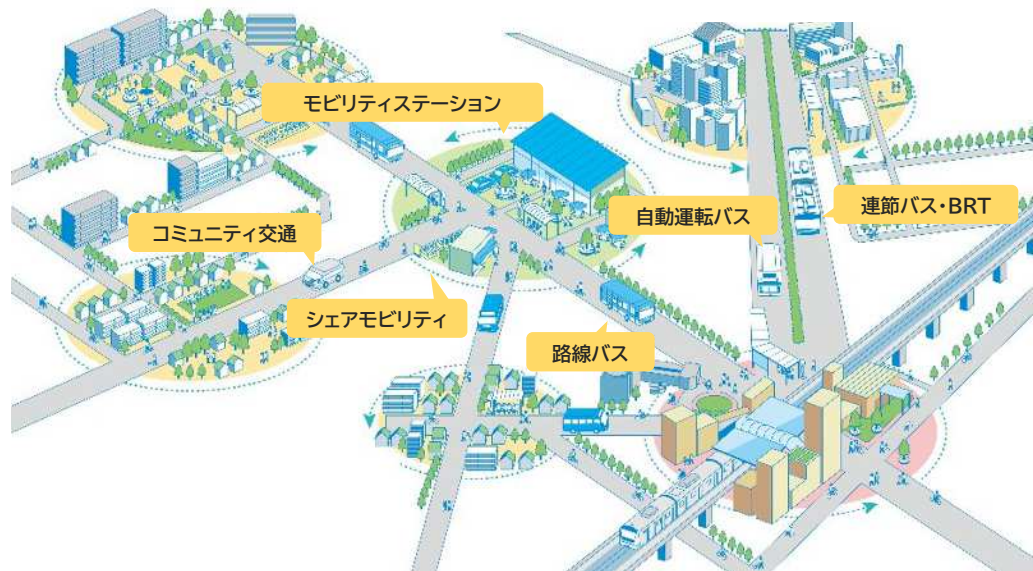 モビリティステーション
自動運転バス
連節バス・BRT
コミュニティ交通
シェアモビリティ
路線バス